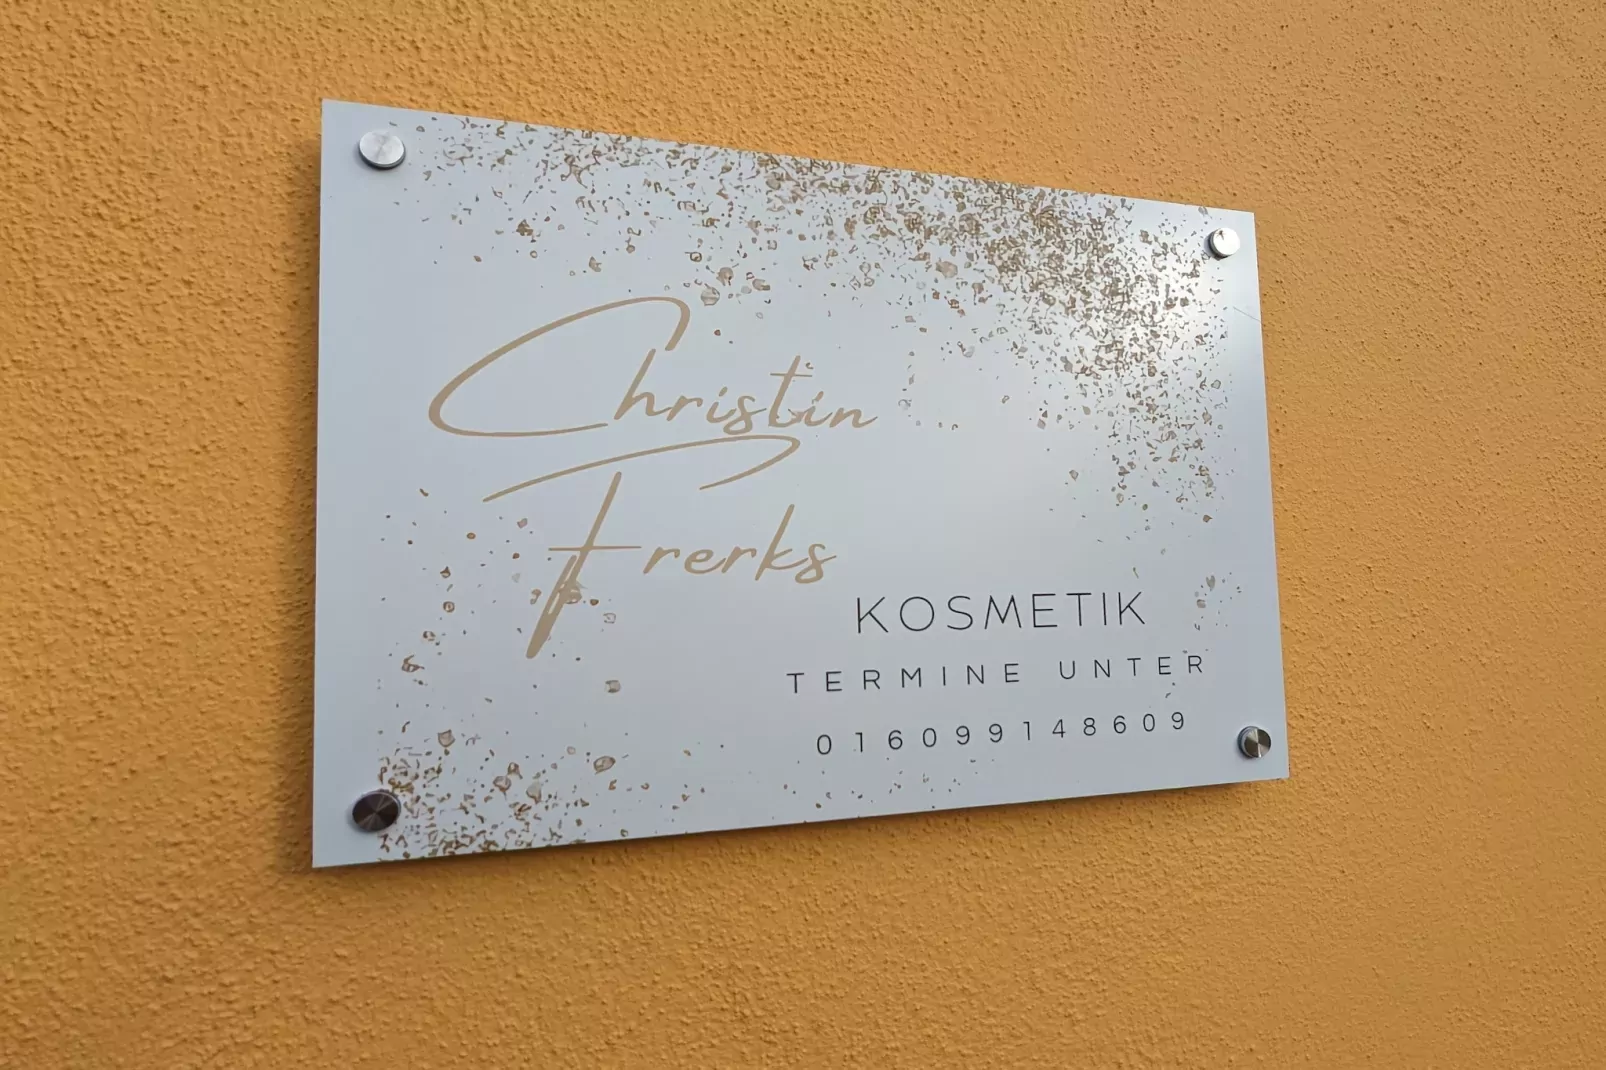 Christin
Frerks
KOSMETIK
TERMINE UNTER
016099148609